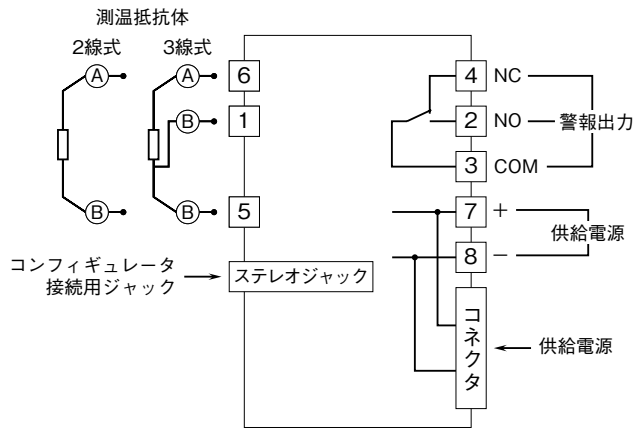 測温抵抗体
2線式 3線式
A A 6
B 1
B B 5
4 NC
2 NO 警報出力
3 COM
7 +
供給電源
8 −
コンフィギュレータ
接続用ジャック
ステレオジャック
コネクタ
供給電源